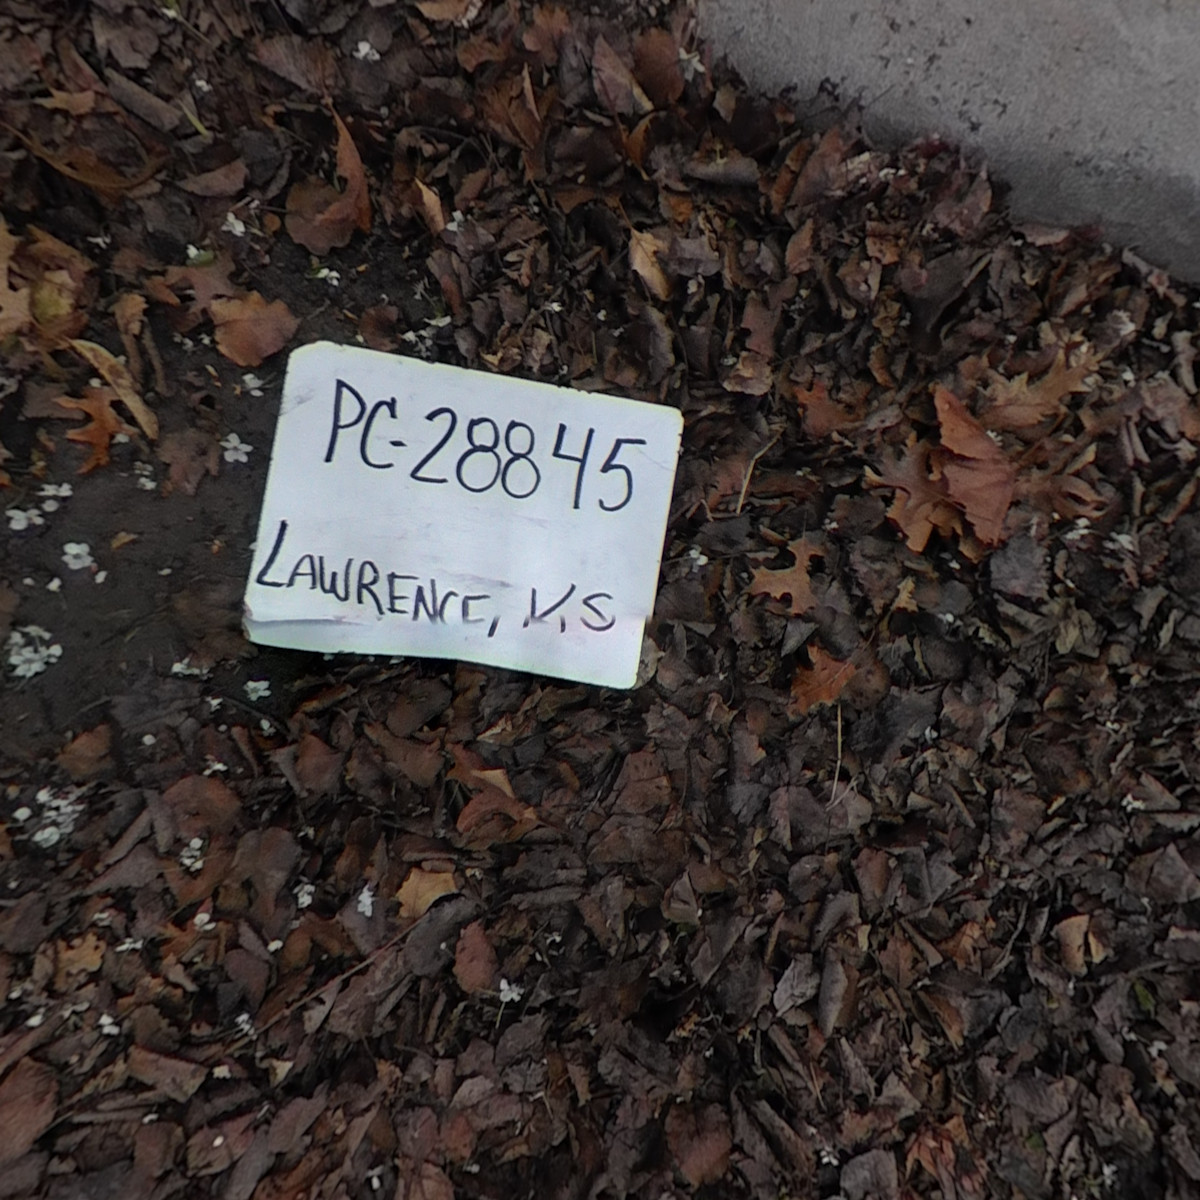 PC-28845
LAWRENCE, KS